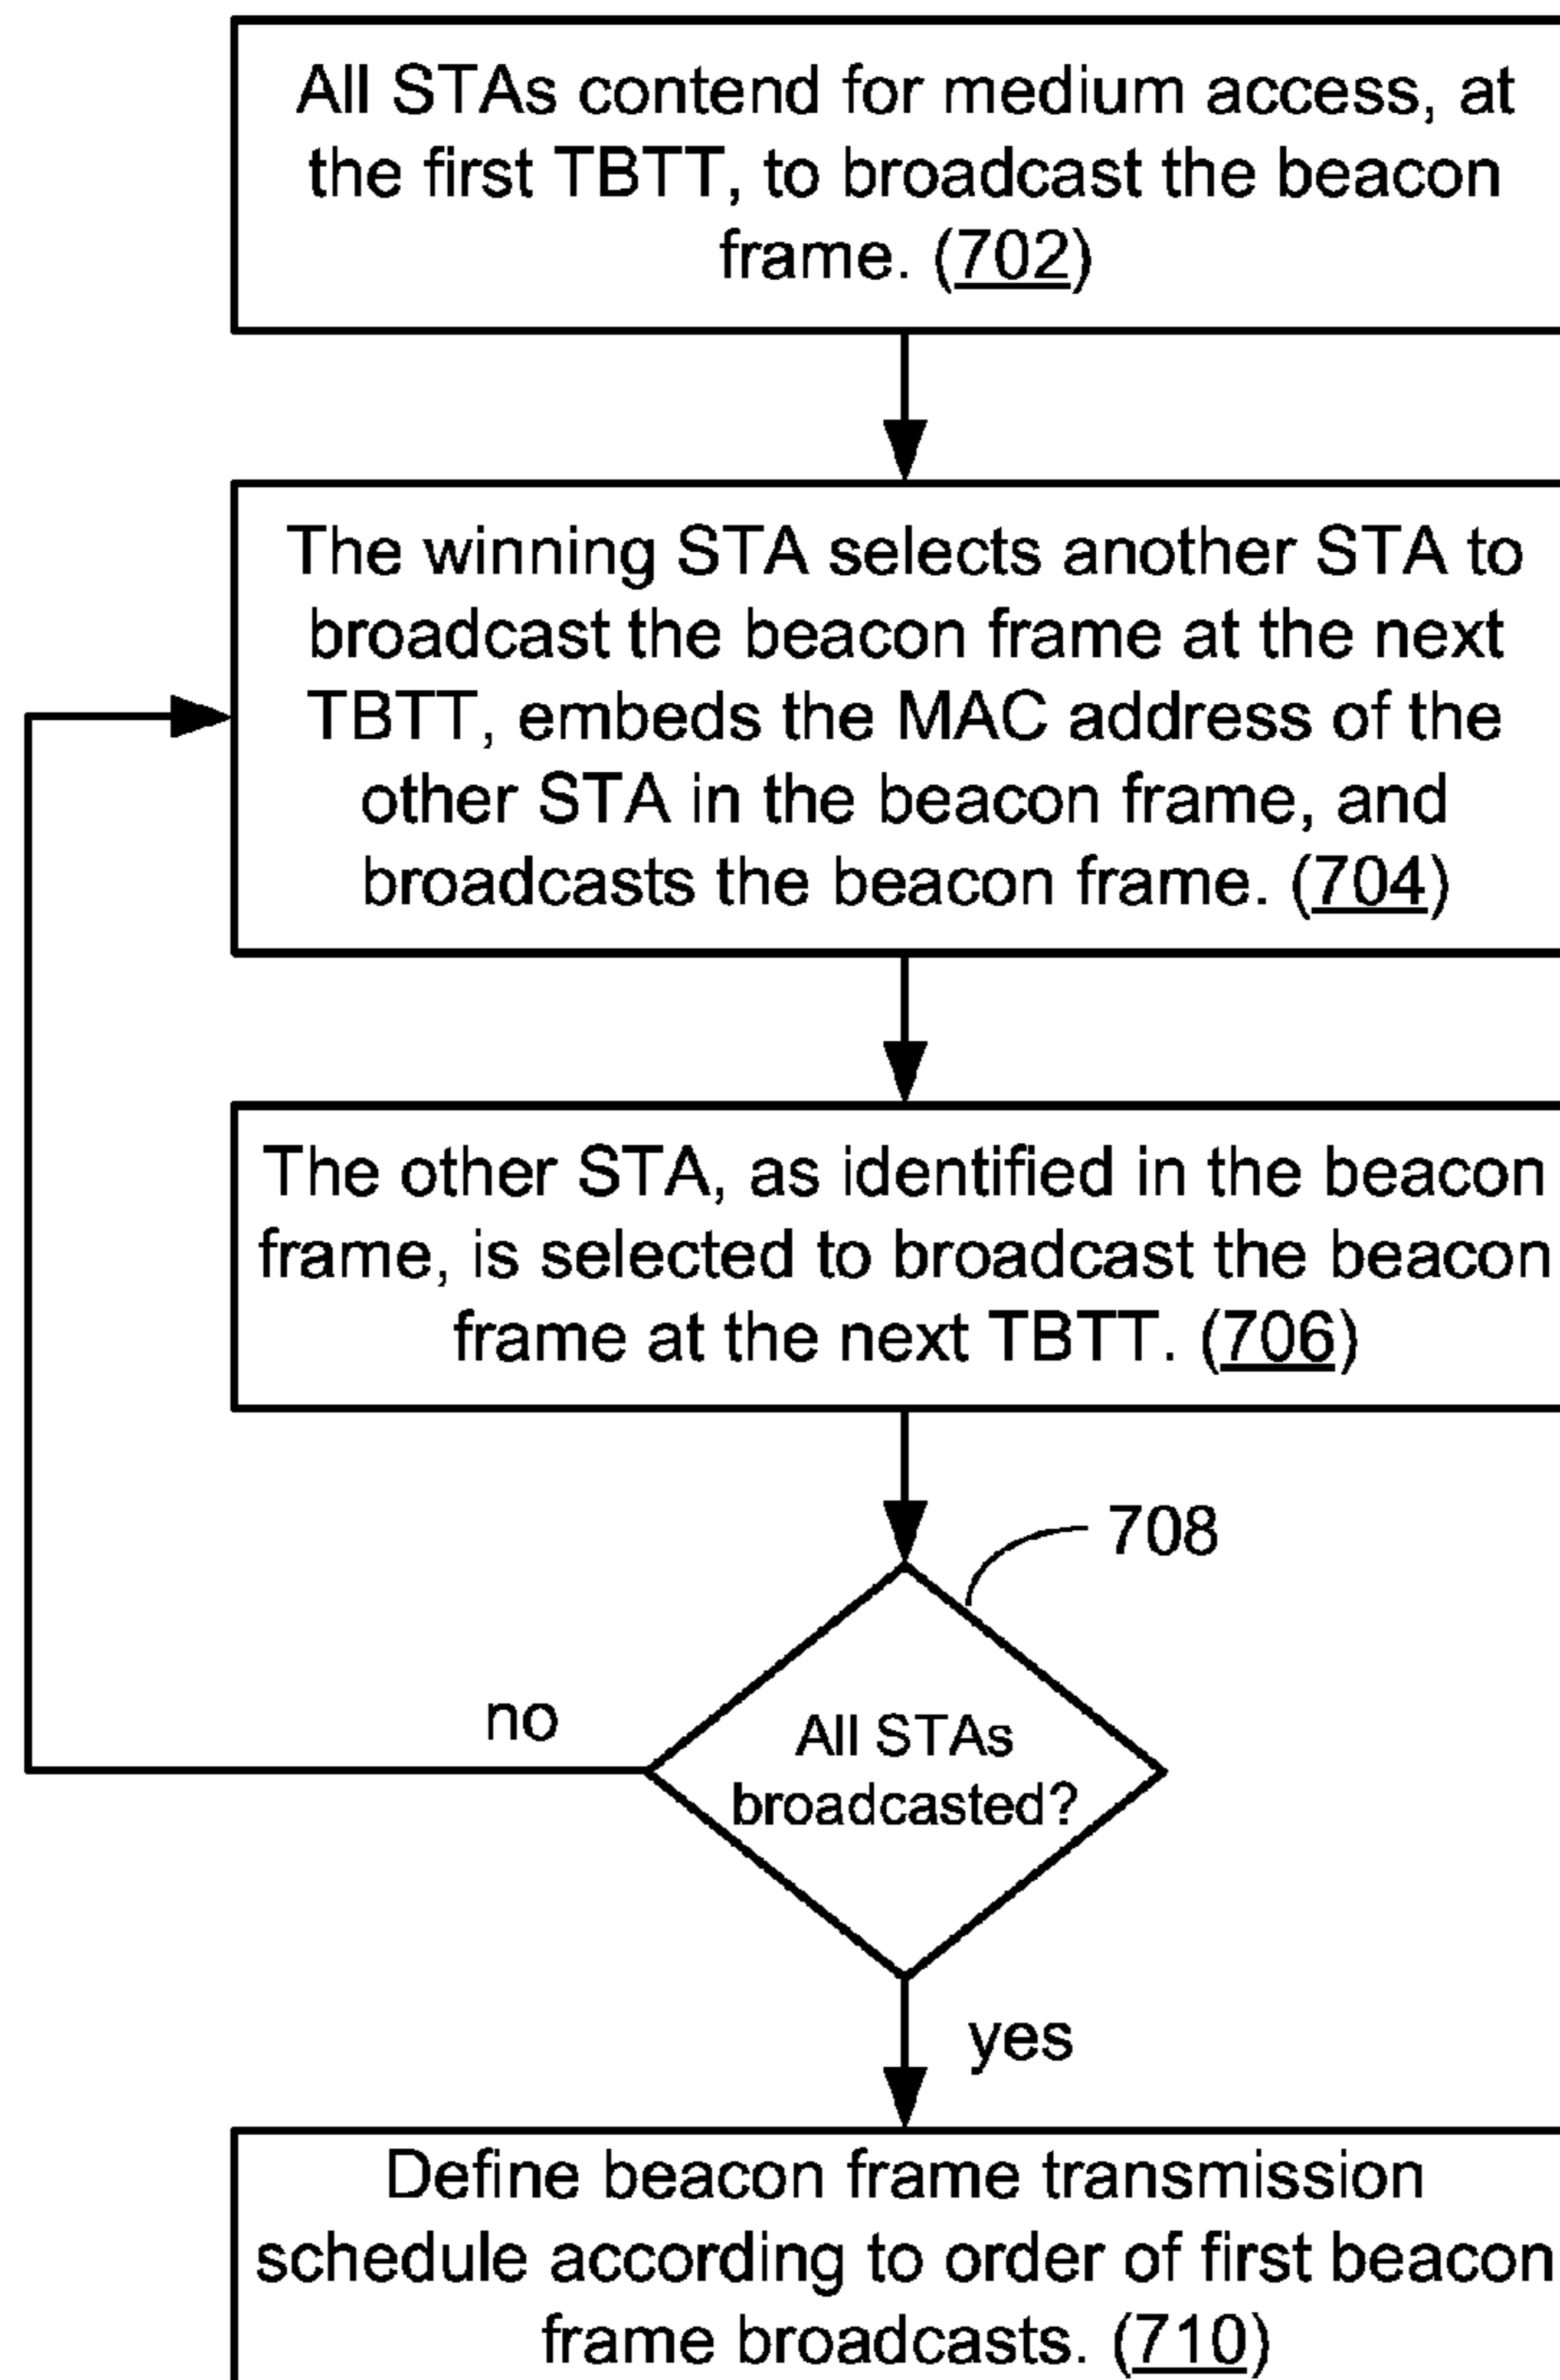 All STAs contend for medium access, at
the first TBTT, to broadcast the beacon
frame. (702)
The winning STA selects another STA to
broadcast the beacon frame at the next
TBTT, embeds the MAC address of the
other STA in the beacon frame, and
broadcasts the beacon frame. (704)
The other STA, as identified in the beacon
frame, is selected to broadcast the beacon
frame at the next TBTT. (706)
708
no
All STAs
broadcasted?
yes
Define beacon frame transmission
schedule according to order of first beacon
frame broadcasts. (710)